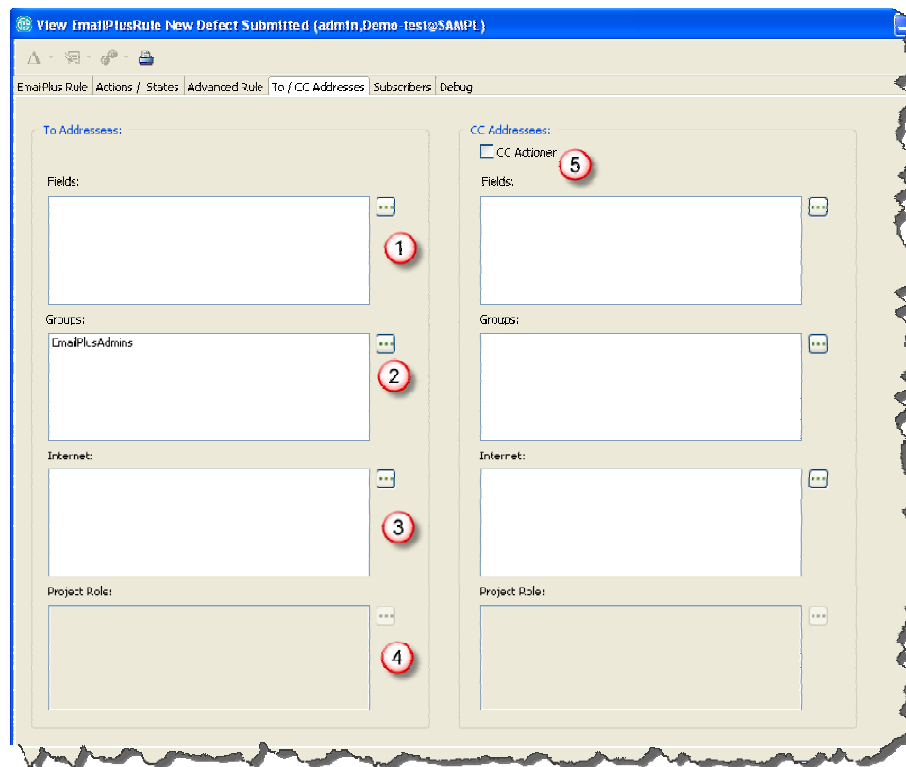 View EmailPlusRule New Defect Submitted (admin,Demo-test@SAMPL)
EmailPlus Rule Actions / States Advanced Rule To / CC Addresses Subscribers Debug
To Addressees:
CC Addressees:
CC Actioner
5
Fields:
Fields:
1
Groups:
Groups:
EmailPlusAdmins
2
Internet:
Internet:
3
Project Role:
Project Role:
4